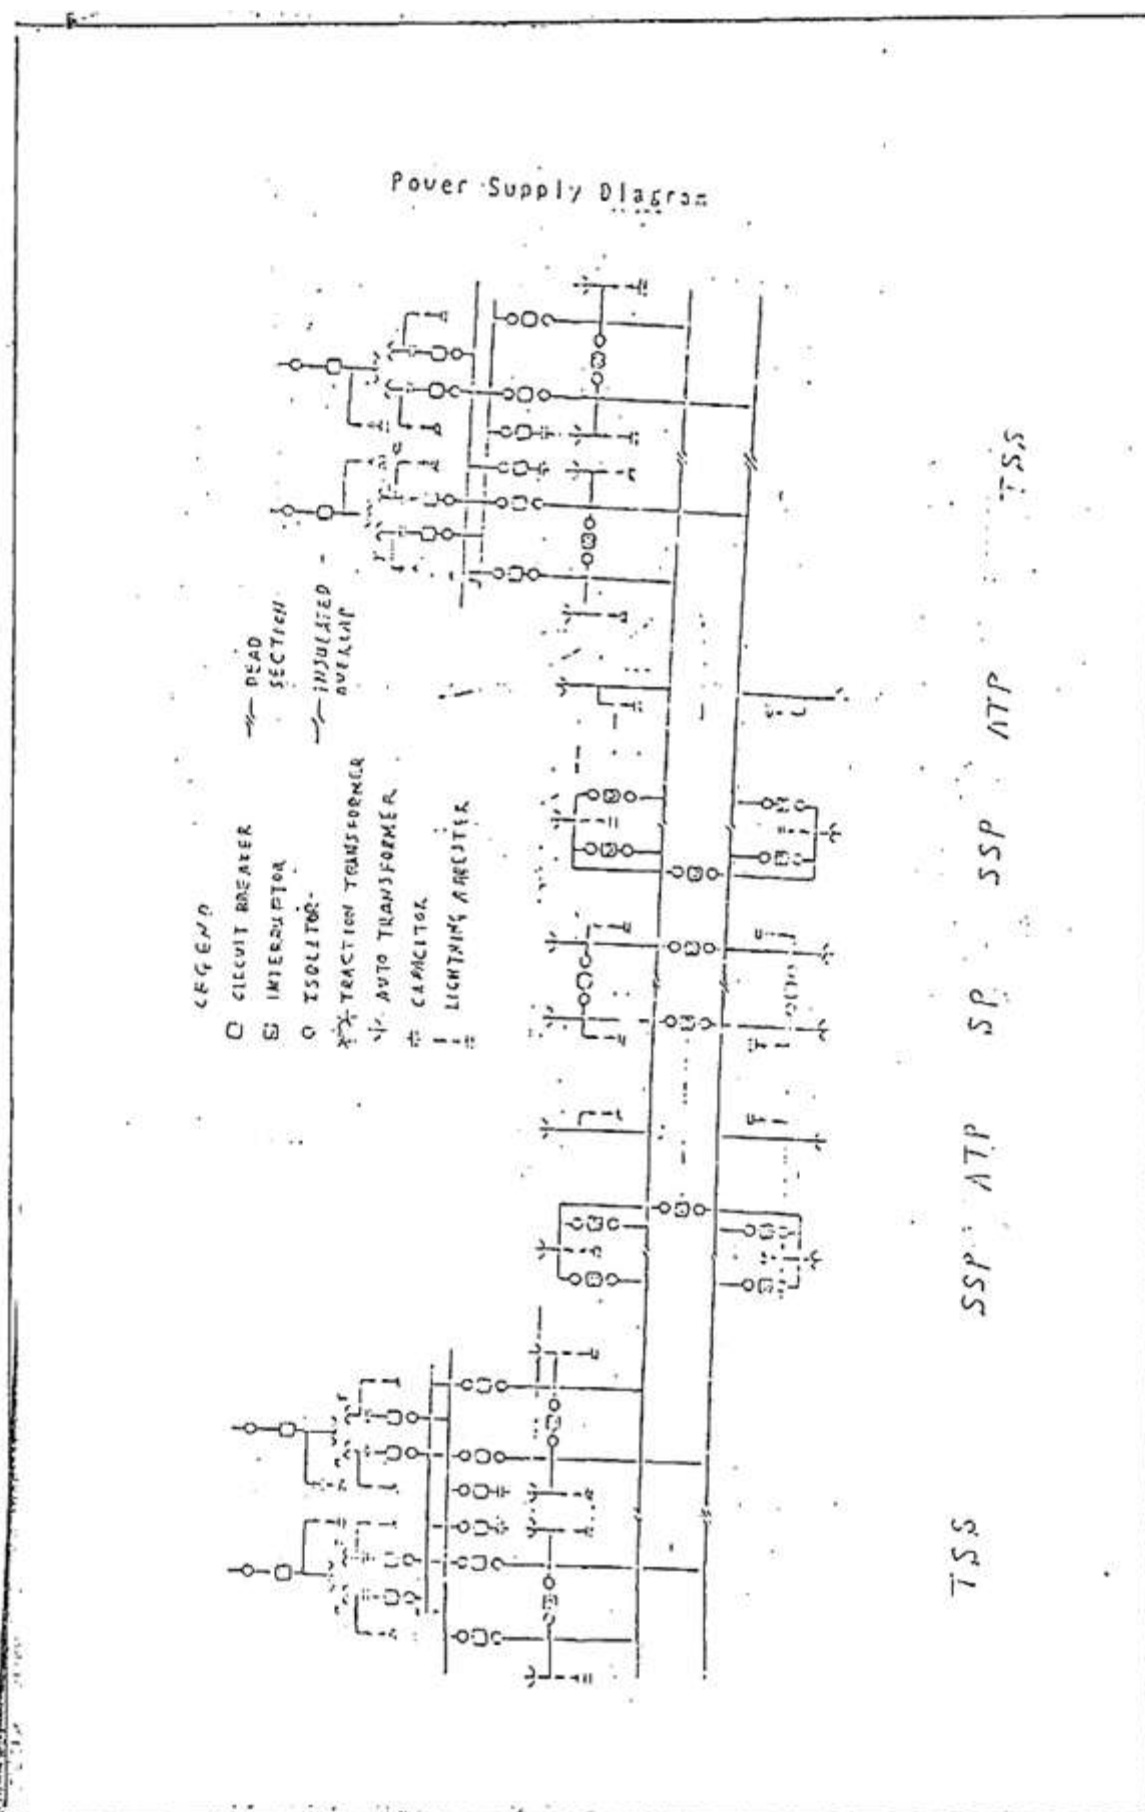 Power Supply Diagram
LEGEND
CIRCUIT BREAKER
INTERRUPTOR
ISOLATOR
TRACTION TRANSFORMER
AUTO TRANSFORMER
CAPACITOR
LIGHTNING ARRESTER
DEAD
SECTION
INSULATED
OVERLAP
TSS
SSP
ATP
SP
SSP
ATP
TSS